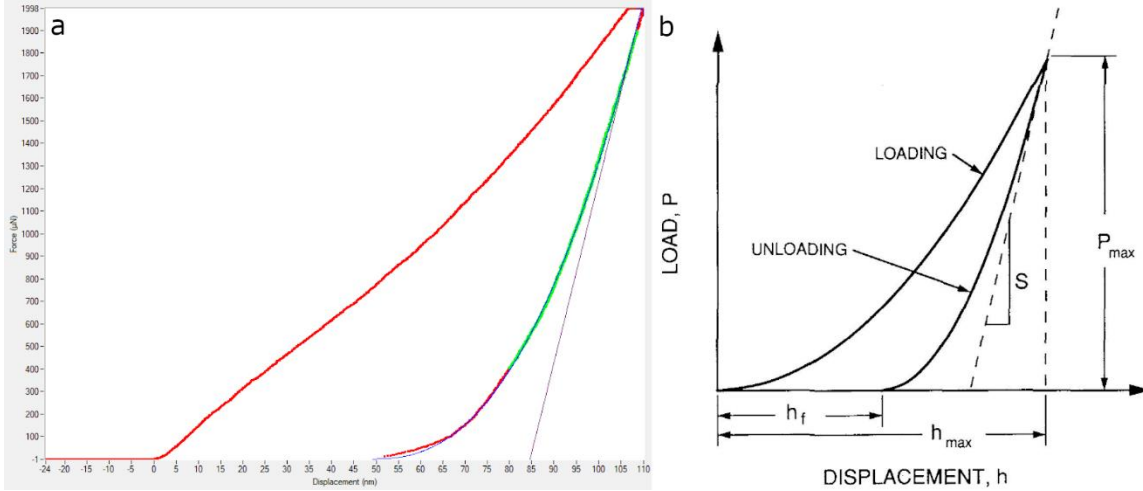 a
1998
1900
1800
1700
1600
1500
1400
1300
1200
1100
1000
900
800
700
600
500
400
300
200
100
-1
Force (µN)
-24 -20 -15 -10 -5 0 5 10 15 20 25 30 35 40 45 50 55 60 65 70 75 80 85 90 95 100 105 110
Displacement (nm)
b
LOADING
UNLOADING
S
P max
LOAD, P
h f
h max
DISPLACEMENT, h